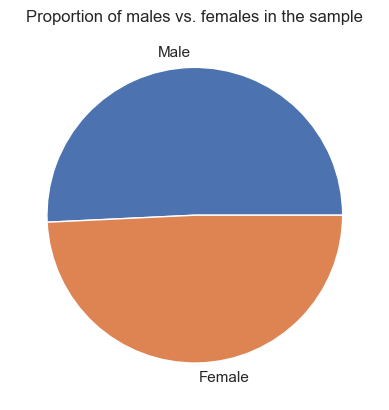 Proportion of males vs. females in the sample
Male
Female